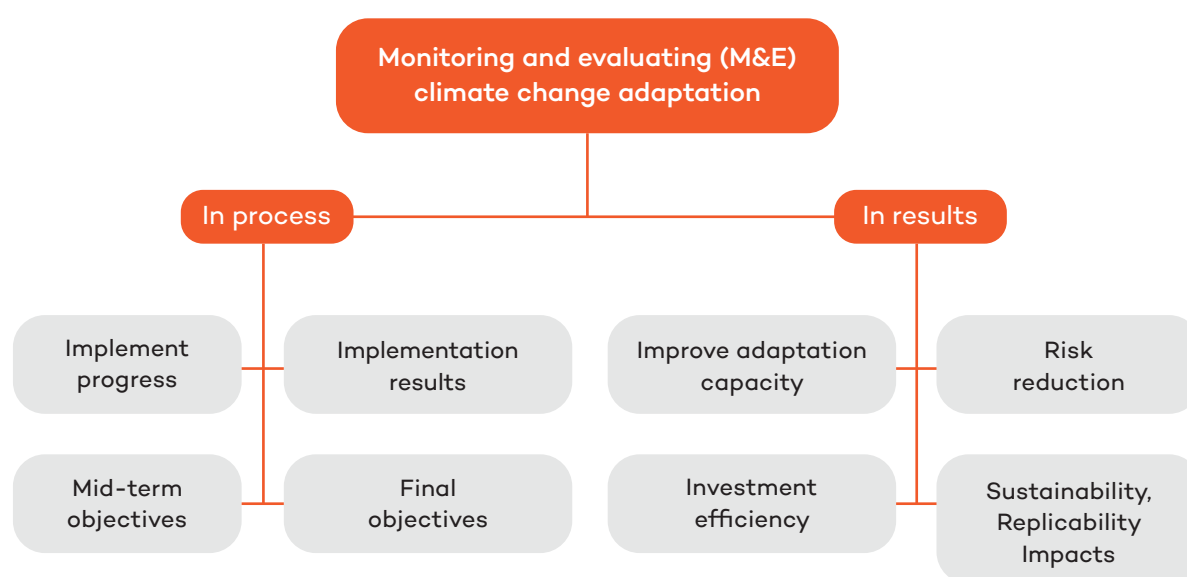 Monitoring and evaluating (M&E)
climate change adaptation
In process
In results
Implement
progress
Implementation
results
Improve adaptation
capacity
Risk
reduction
Mid-term
objectives
Final
objectives
Investment
efficiency
Sustainability,
Replicability
Impacts